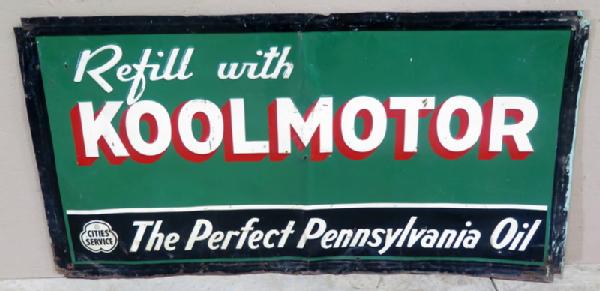 Refill with
KOOLMOTOR
CITIES
SERVICE
The Perfect Pennsylvania Oil